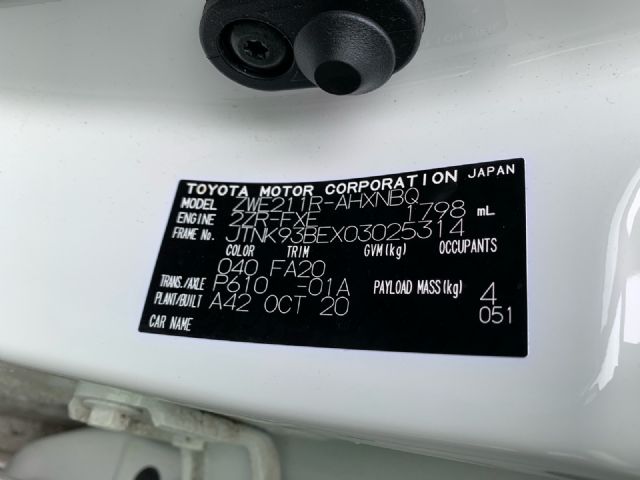 TOYOTA MOTOR CORPORATION JAPAN
MODEL ZWE211R-AHXNBQ
ENGINE 2ZR-FXE 1798 mL
FRAME No. JTNK93BEX03025314
COLOR TRIM GVM(kg) OCCUPANTS
040 FA20
TRANS./AXLE P610 -01A PAYLOAD MASS(kg) 4
PLANT/BUILT A42 OCT 20 051
CAR NAME